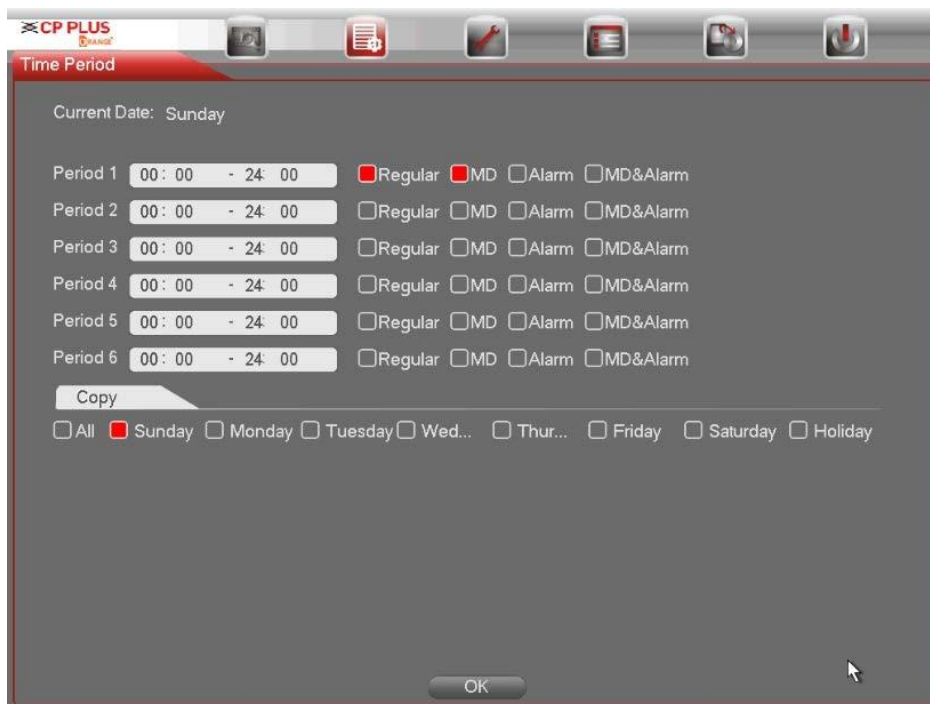 CP PLUS
ORANGE
Time Period
Current Date: Sunday
Period 1 00: 00 - 24: 00 Regular MD Alarm MD&Alarm
Period 2 00: 00 - 24: 00 Regular MD Alarm MD&Alarm
Period 3 00: 00 - 24: 00 Regular MD Alarm MD&Alarm
Period 4 00: 00 - 24: 00 Regular MD Alarm MD&Alarm
Period 5 00: 00 - 24: 00 Regular MD Alarm MD&Alarm
Period 6 00: 00 - 24: 00 Regular MD Alarm MD&Alarm
Copy
All Sunday Monday Tuesday Wed... Thur... Friday Saturday Holiday
OK